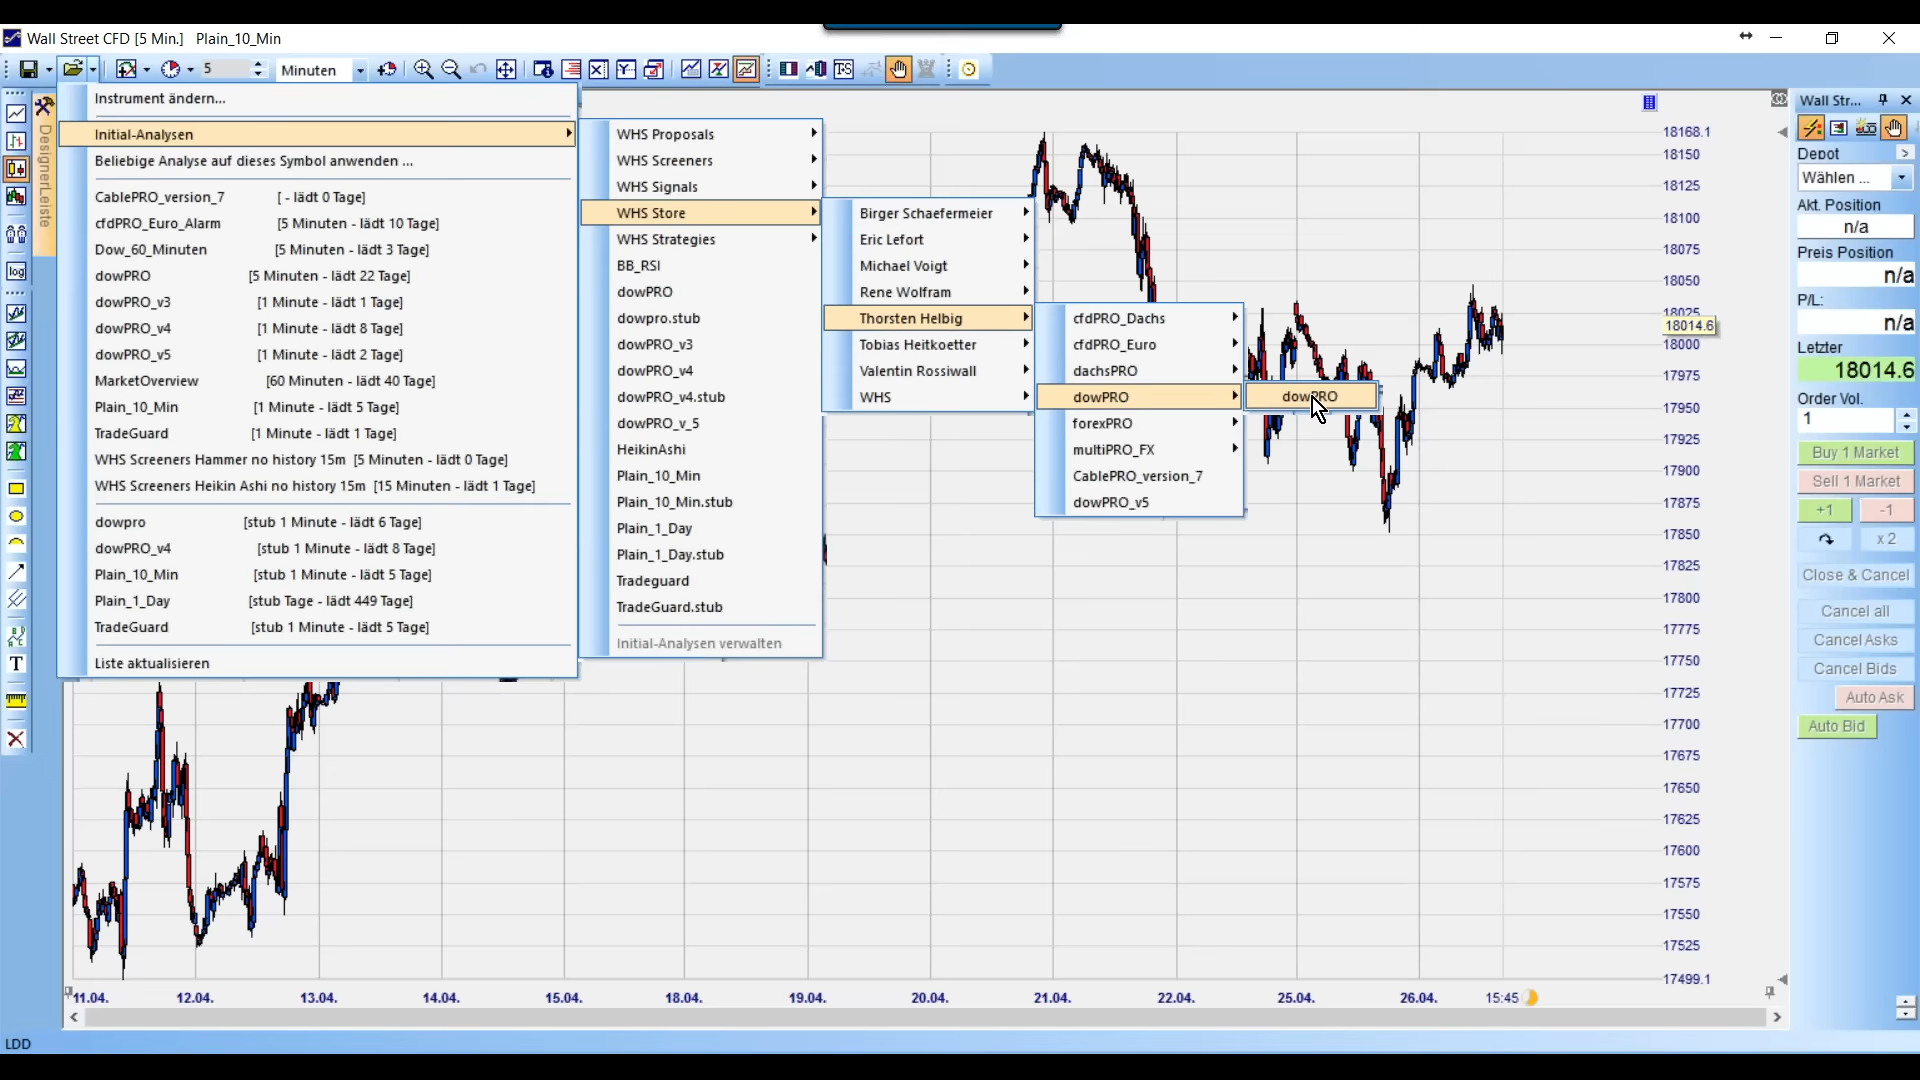 Wall Street CFD [5 Min.] Plain_10_Min
5 Minuten
Instrument ändern...
Initial-Analysen
Beliebige Analyse auf dieses Symbol anwenden ...
CablePRO_version_7 [ - lädt 0 Tage]
cfdPRO_Euro_Alarm [5 Minuten - lädt 10 Tage]
Dow_60_Minuten [5 Minuten - lädt 3 Tage]
dowPRO [5 Minuten - lädt 22 Tage]
dowPRO_v3 [1 Minute - lädt 1 Tage]
dowPRO_v4 [1 Minute - lädt 8 Tage]
dowPRO_v5 [1 Minute - lädt 2 Tage]
MarketOverview [60 Minuten - lädt 40 Tage]
Plain_10_Min [1 Minute - lädt 5 Tage]
TradeGuard [1 Minute - lädt 1 Tage]
WHS Screeners Hammer no history 15m [5 Minuten - lädt 0 Tage]
WHS Screeners Heikin Ashi no history 15m [15 Minuten - lädt 1 Tage]
dowpro [stub 1 Minute - lädt 6 Tage]
dowPRO_v4 [stub 1 Minute - lädt 8 Tage]
Plain_10_Min [stub 1 Minute - lädt 5 Tage]
Plain_1_Day [stub Tage - lädt 449 Tage]
TradeGuard [stub 1 Minute - lädt 5 Tage]
Liste aktualisieren
WHS Proposals
WHS Screeners
WHS Signals
WHS Store
WHS Strategies
BB_RSI
dowPRO
dowpro.stub
dowPRO_v3
dowPRO_v4
dowPRO_v4.stub
dowPRO_v_5
HeikinAshi
Plain_10_Min
Plain_10_Min.stub
Plain_1_Day
Plain_1_Day.stub
Tradeguard
TradeGuard.stub
Initial-Analysen verwalten
Birger Schaefermeier
Eric Lefort
Michael Voigt
Rene Wolfram
Thorsten Helbig
Tobias Heitkoetter
Valentin Rossiwall
WHS
cfdPRO_Dachs
cfdPRO_Euro
dachsPRO
dowPRO
forexPRO
multiPRO_FX
CablePRO_version_7
dowPRO_v5
dowPRO
DesignerLeiste
log
T
TS
18168.1
18150
18125
18100
18075
18050
18025
18014.6
18000
17975
17950
17925
17900
17875
17850
17825
17800
17775
17750
17725
17700
17675
17650
17625
17600
17575
17550
17525
17499.1
11.04. 12.04. 13.04. 14.04. 15.04. 18.04. 19.04. 20.04. 21.04. 22.04. 25.04. 26.04. 15:45
Wall Str...
Depot
Wählen ...
Akt. Position
n/a
Preis Position
n/a
P/L:
n/a
Letzter
18014.6
Order Vol.
1
Buy 1 Market
Sell 1 Market
+1 -1
x 2
Close & Cancel
Cancel all
Cancel Asks
Cancel Bids
Auto Ask
Auto Bid
LDD